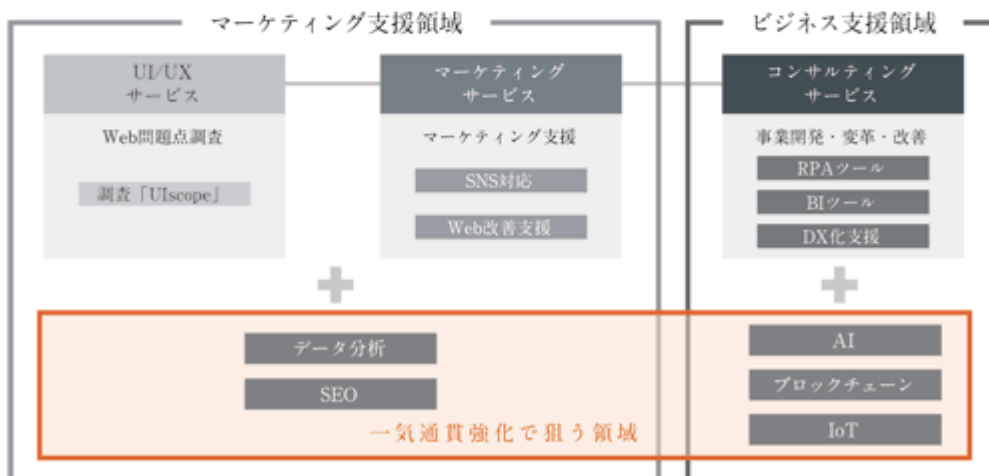 マーケティング支援領域
ビジネス支援領域
UI/UX
サービス
マーケティング
サービス
コンサルティング
サービス
Web問題点調査
調査「UIscope」
マーケティング支援
SNS対応
Web改善支援
事業開発・変革・改善
RPAツール
BIツール
DX化支援
データ分析
SEO
AI
ブロックチェーン
IoT
一気通貫強化で狙う領域